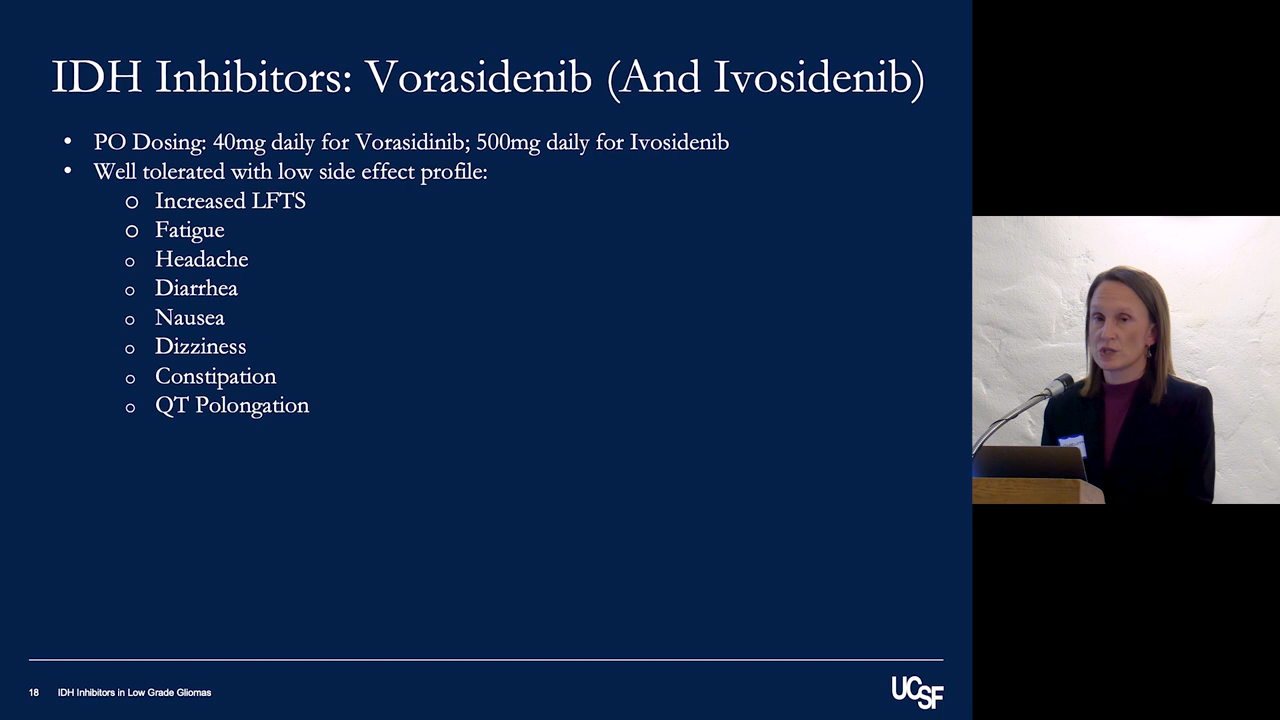 IDH Inhibitors: Vorasidenib (And Ivosidenib)
• PO Dosing: 40mg daily for Vorasidinib; 500mg daily for Ivosidenib
• Well tolerated with low side effect profile:
o Increased LFTS
o Fatigue
o Headache
o Diarrhea
o Nausea
o Dizziness
o Constipation
o QT Polongation
18 IDH Inhibitors in Low Grade Gliomas
UCSF